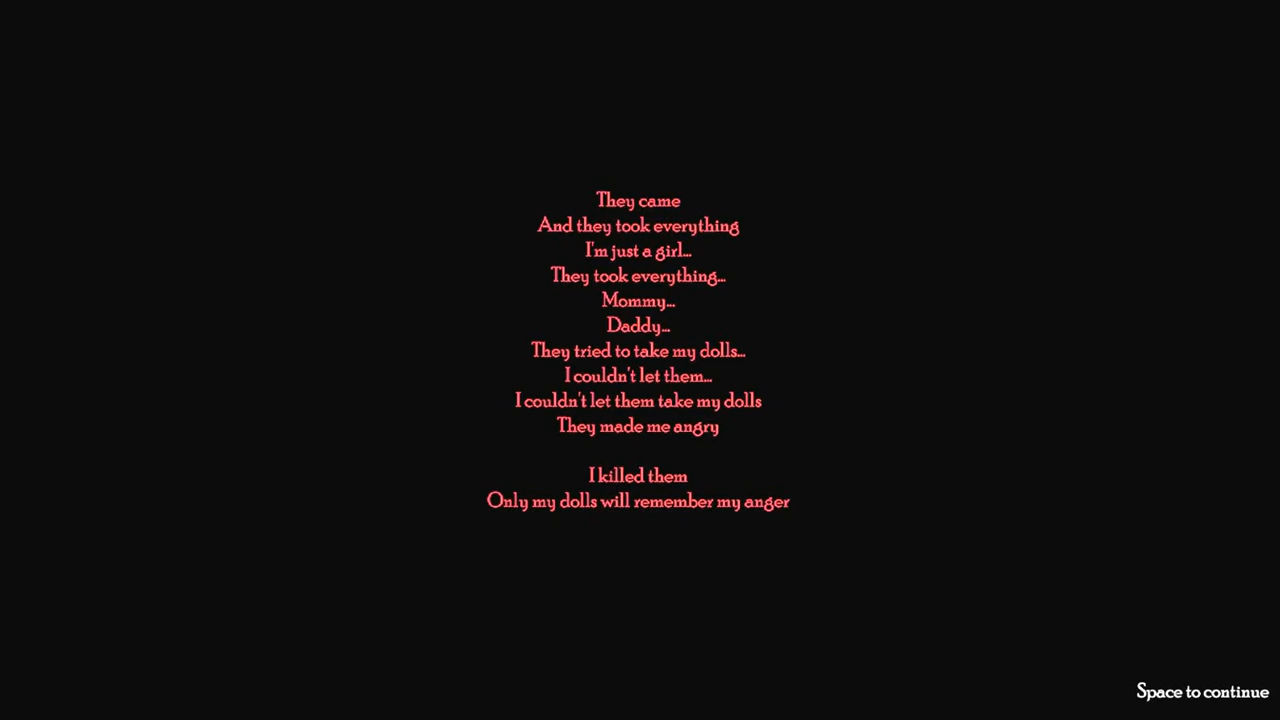 They came
And they took everything
I'm just a girl...
They took everything...
Mommy...
Daddy...
They tried to take my dolls...
I couldn't let them...
I couldn't let them take my dolls
They made me angry
I killed them
Only my dolls will remember my anger
Space to continue